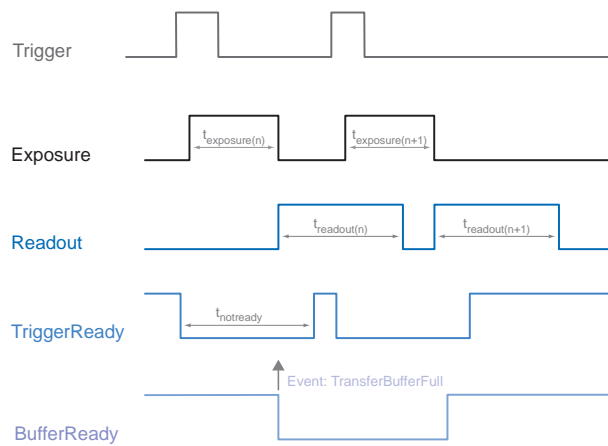 Trigger
t exposure(n)
t exposure(n+1)
Exposure
t readout(n)
t readout(n+1)
Readout
t notready
TriggerReady
Event: TransferBufferFull
BufferReady